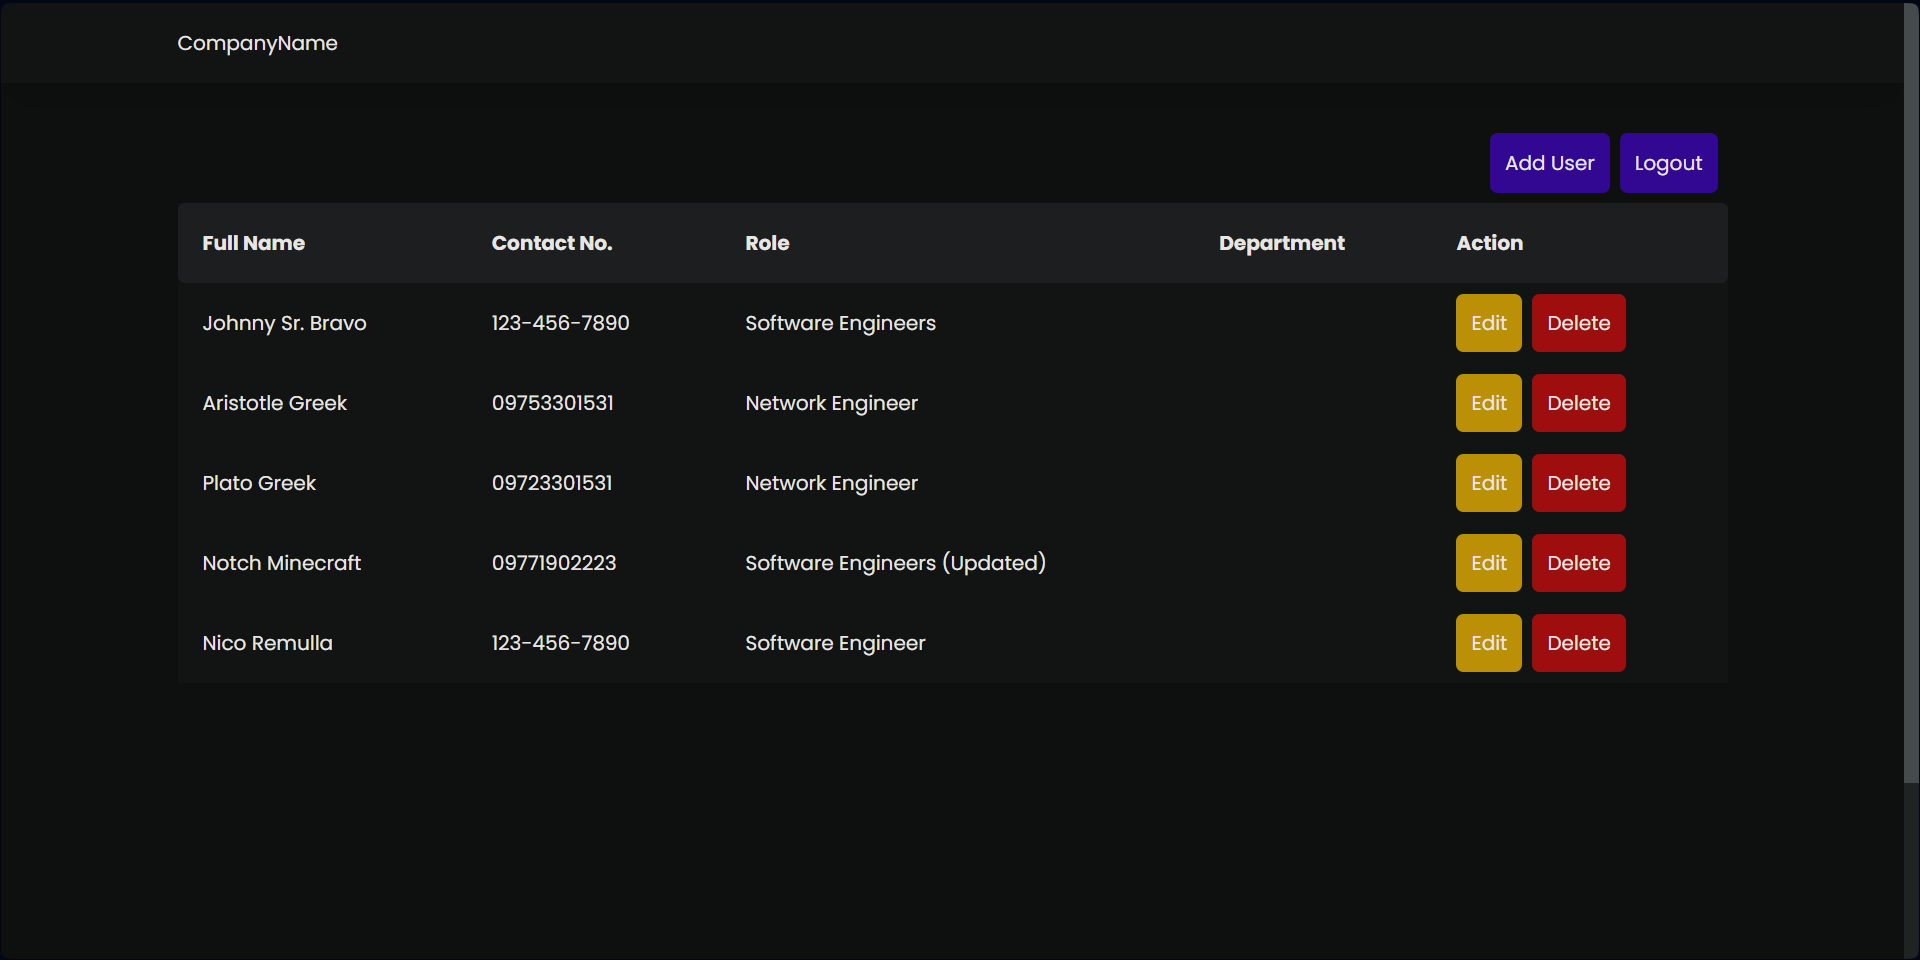 CompanyName
Add User Logout
Full Name Contact No. Role Department Action
Johnny Sr. Bravo 123-456-7890 Software Engineers Edit Delete
Aristotle Greek 09753301531 Network Engineer Edit Delete
Plato Greek 09723301531 Network Engineer Edit Delete
Notch Minecraft 09771902223 Software Engineers (Updated) Edit Delete
Nico Remulla 123-456-7890 Software Engineer Edit Delete